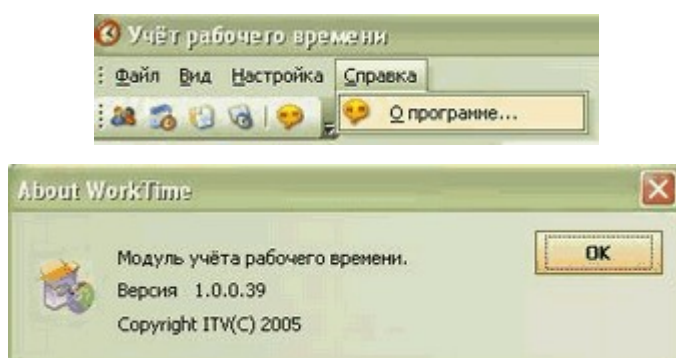 Учёт рабочего времени
Файл Вид Настройка Справка
О программе...
About WorkTime
Модуль учёта рабочего времени.
OK
Версия 1.0.0.39
Copyright ITV(C) 2005